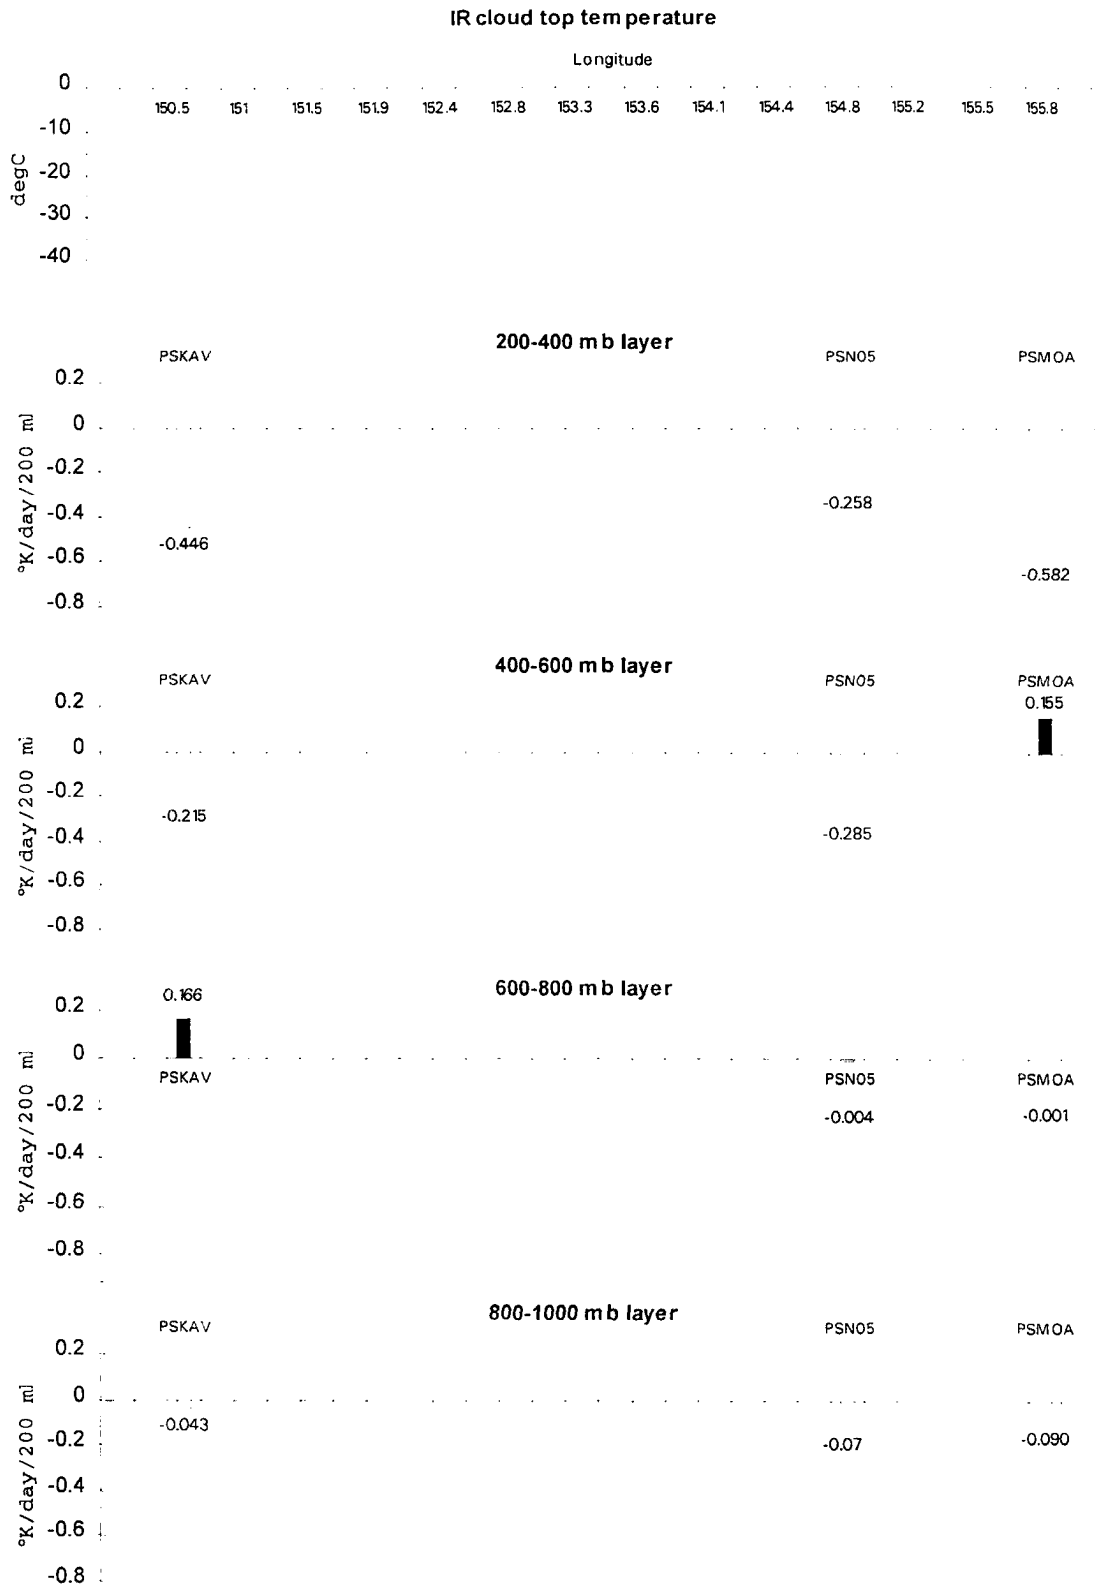 IR cloud top temperature
Longitude
0
150.5 151 151.5 151.9 152.4 152.8 153.3 153.6 154.1 154.4 154.8 155.2 155.5 155.8
-10
-20
-30
-40
degC
200-400 mb layer
PSKAV PSN05 PSMOA
0.2
0
-0.2
-0.4
-0.6
-0.8
°K/day/200 m
-0.446
-0.258
-0.582
400-600 mb layer
PSKAV PSN05 PSMOA
0.155
0.2
0
-0.2
-0.4
-0.6
-0.8
°K/day/200 m
-0.215
-0.285
600-800 mb layer
0.166
0.2
0
-0.2
-0.4
-0.6
-0.8
°K/day/200 m
PSKAV PSN05 PSMOA
-0.004 -0.001
800-1000 mb layer
PSKAV PSN05 PSMOA
0.2
0
-0.2
-0.4
-0.6
-0.8
°K/day/200 m
-0.043
-0.07
-0.090